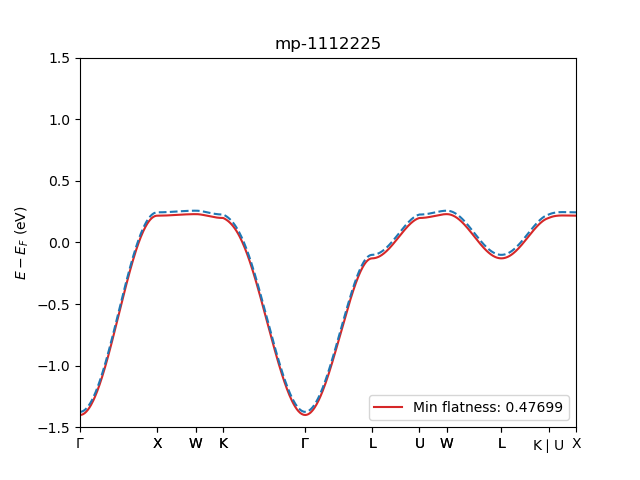 mp-1112225
1.5
1.0
0.5
0.0
−0.5
−1.0
−1.5
E − E_F (eV)
Γ X W K Γ L U W L K | U X
Min flatness: 0.47699